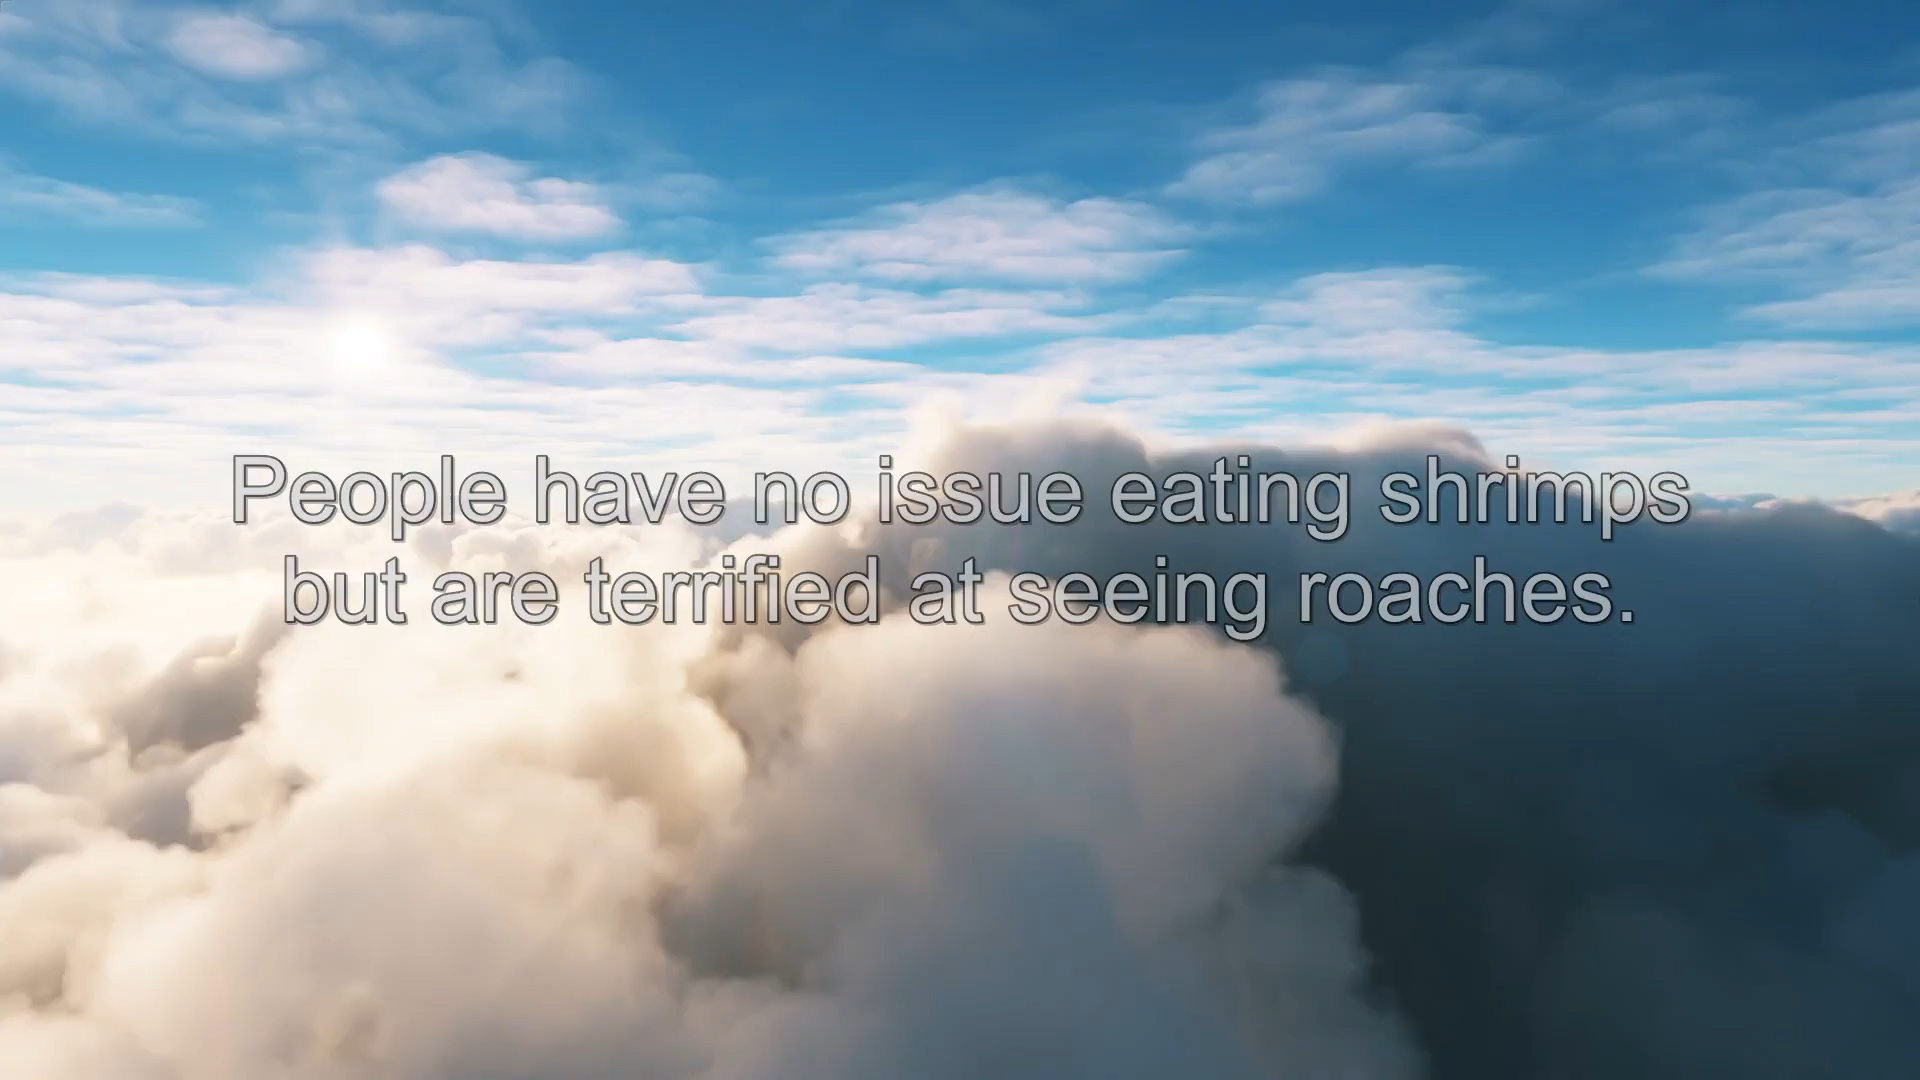 People have no issue eating shrimps
but are terrified at seeing roaches.